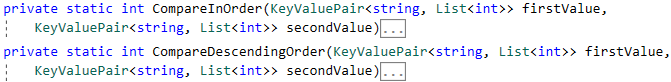 private static int CompareInOrder(KeyValuePair<string, List<int>> firstValue,
KeyValuePair<string, List<int>> secondValue)...
private static int CompareDescendingOrder(KeyValuePair<string, List<int>> firstValue,
KeyValuePair<string, List<int>> secondValue)...